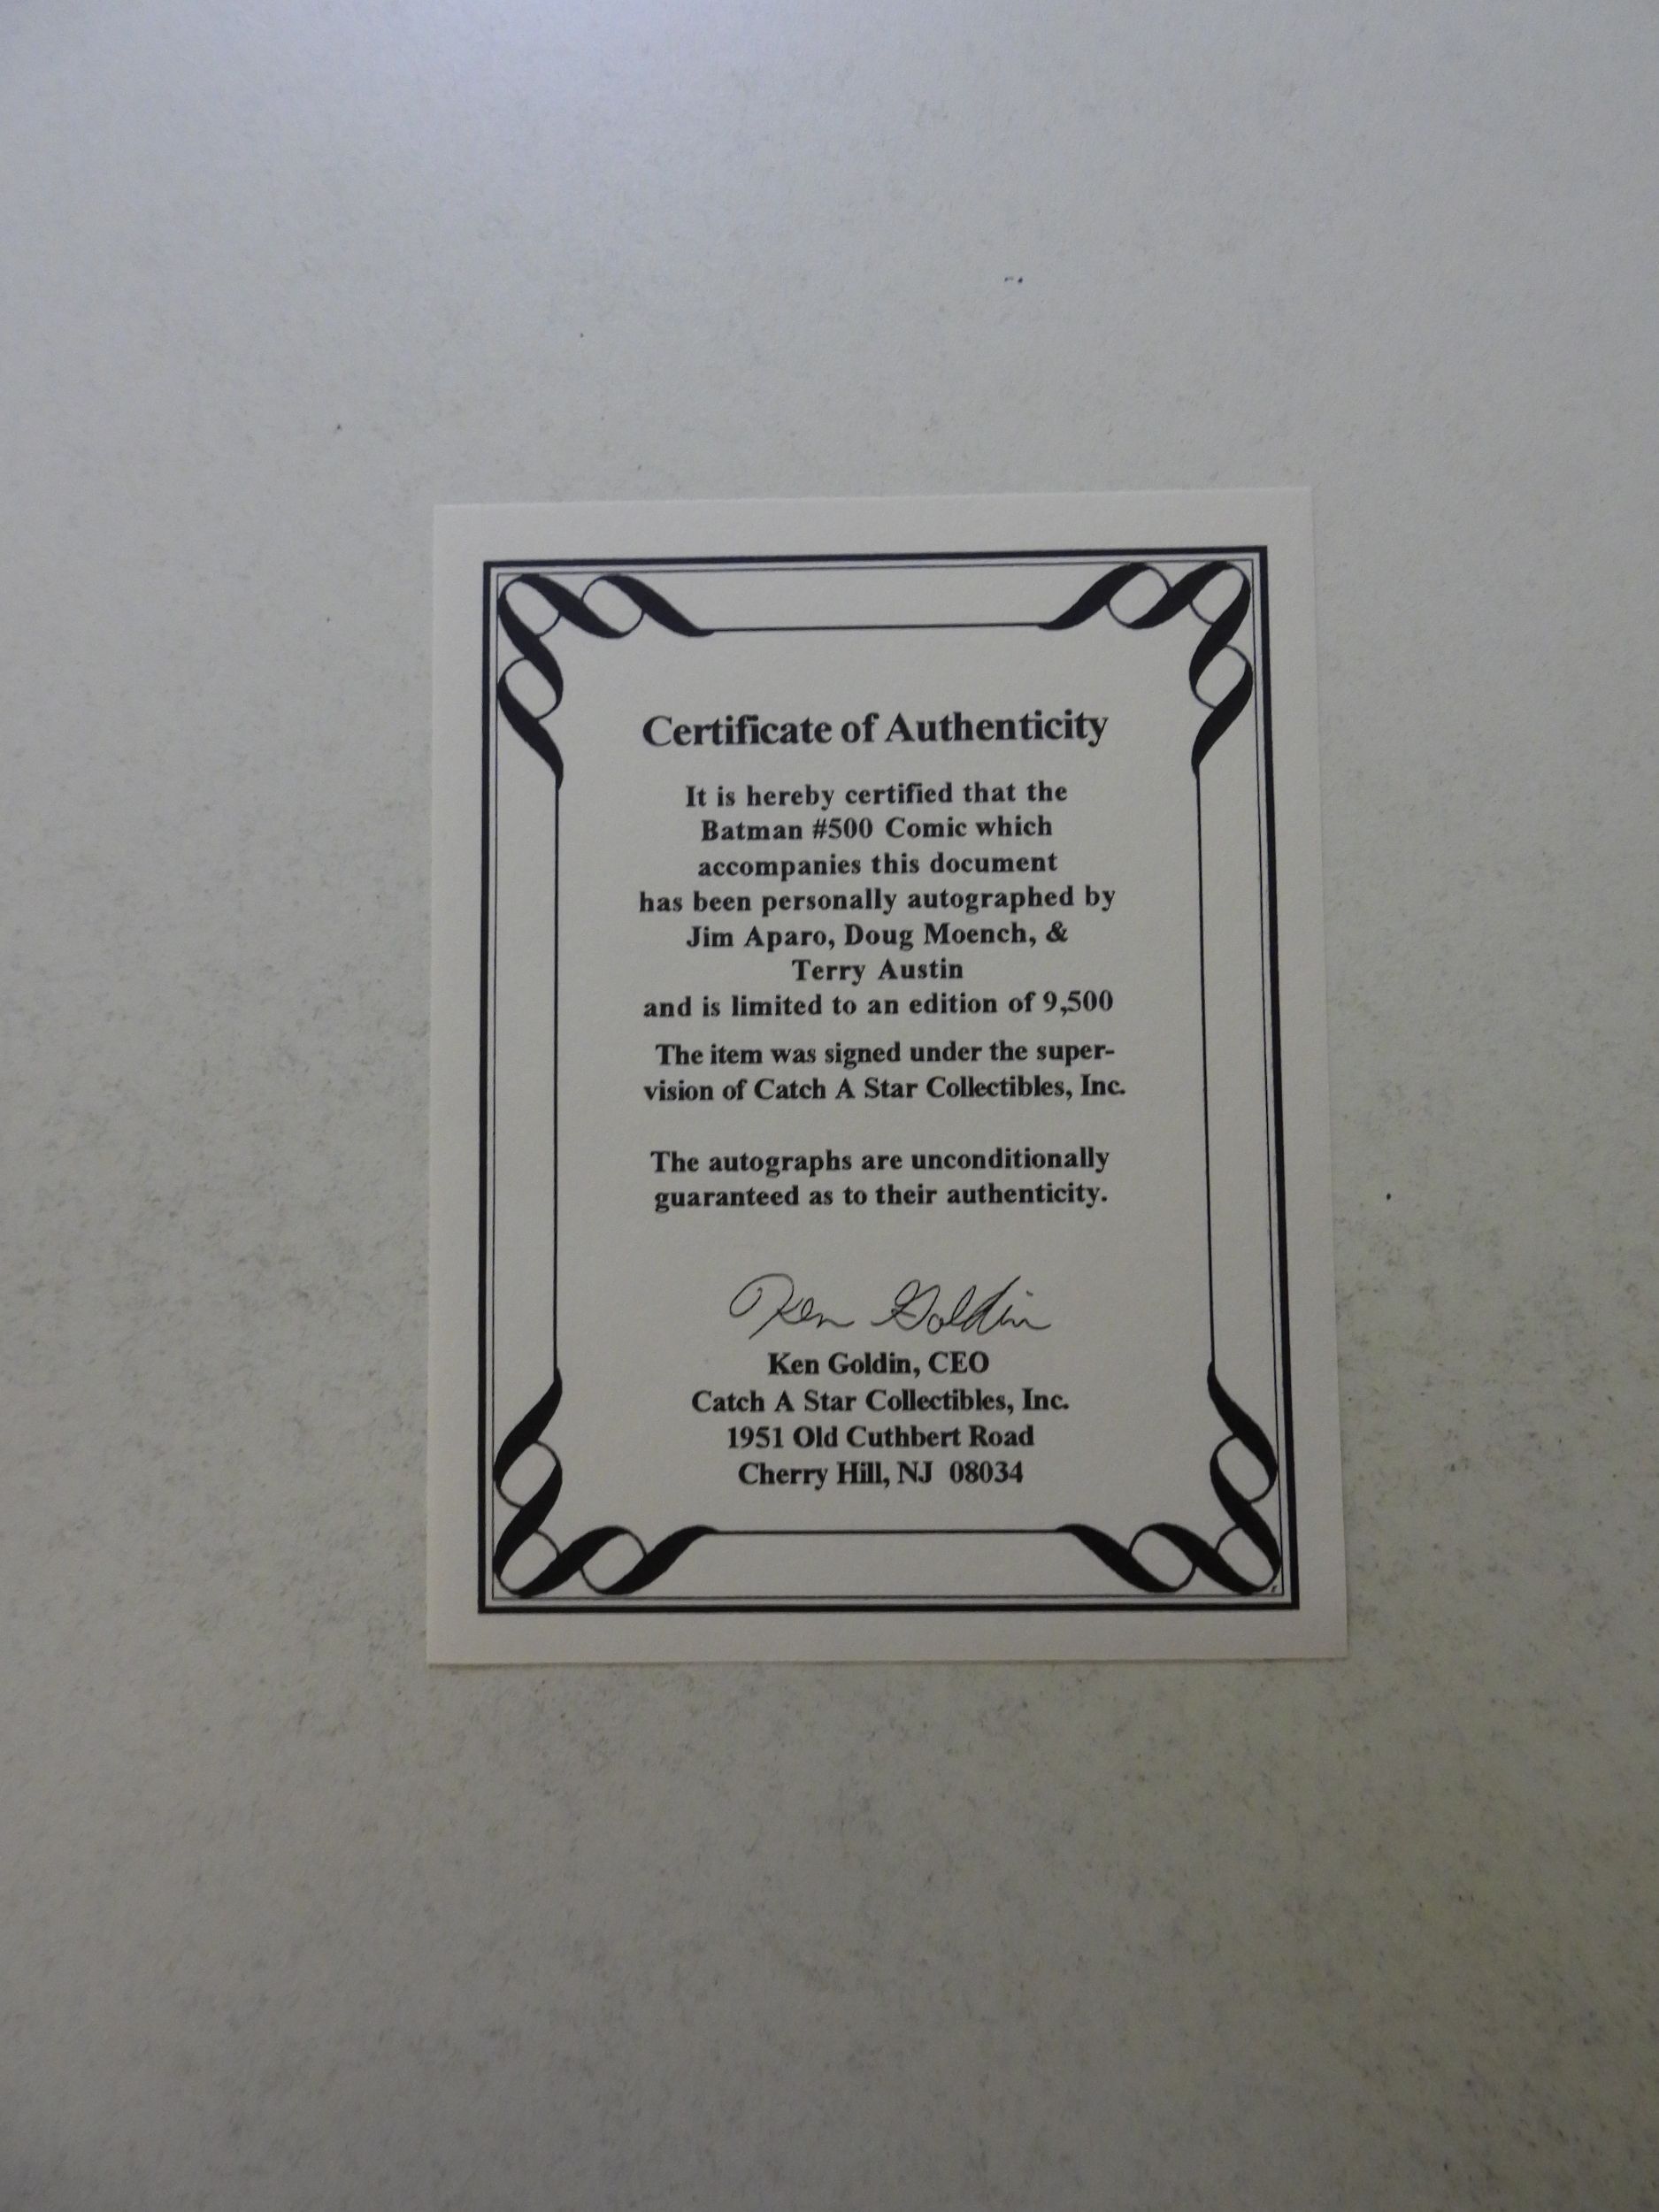 Certificate of Authenticity
It is hereby certified that the
Batman #500 Comic which
accompanies this document
has been personally autographed by
Jim Aparo, Doug Moench, &
Terry Austin
and is limited to an edition of 9,500
The item was signed under the super-
vision of Catch A Star Collectibles, Inc.
The autographs are unconditionally
guaranteed as to their authenticity.
Ken Goldin
Ken Goldin, CEO
Catch A Star Collectibles, Inc.
1951 Old Cuthbert Road
Cherry Hill, NJ 08034